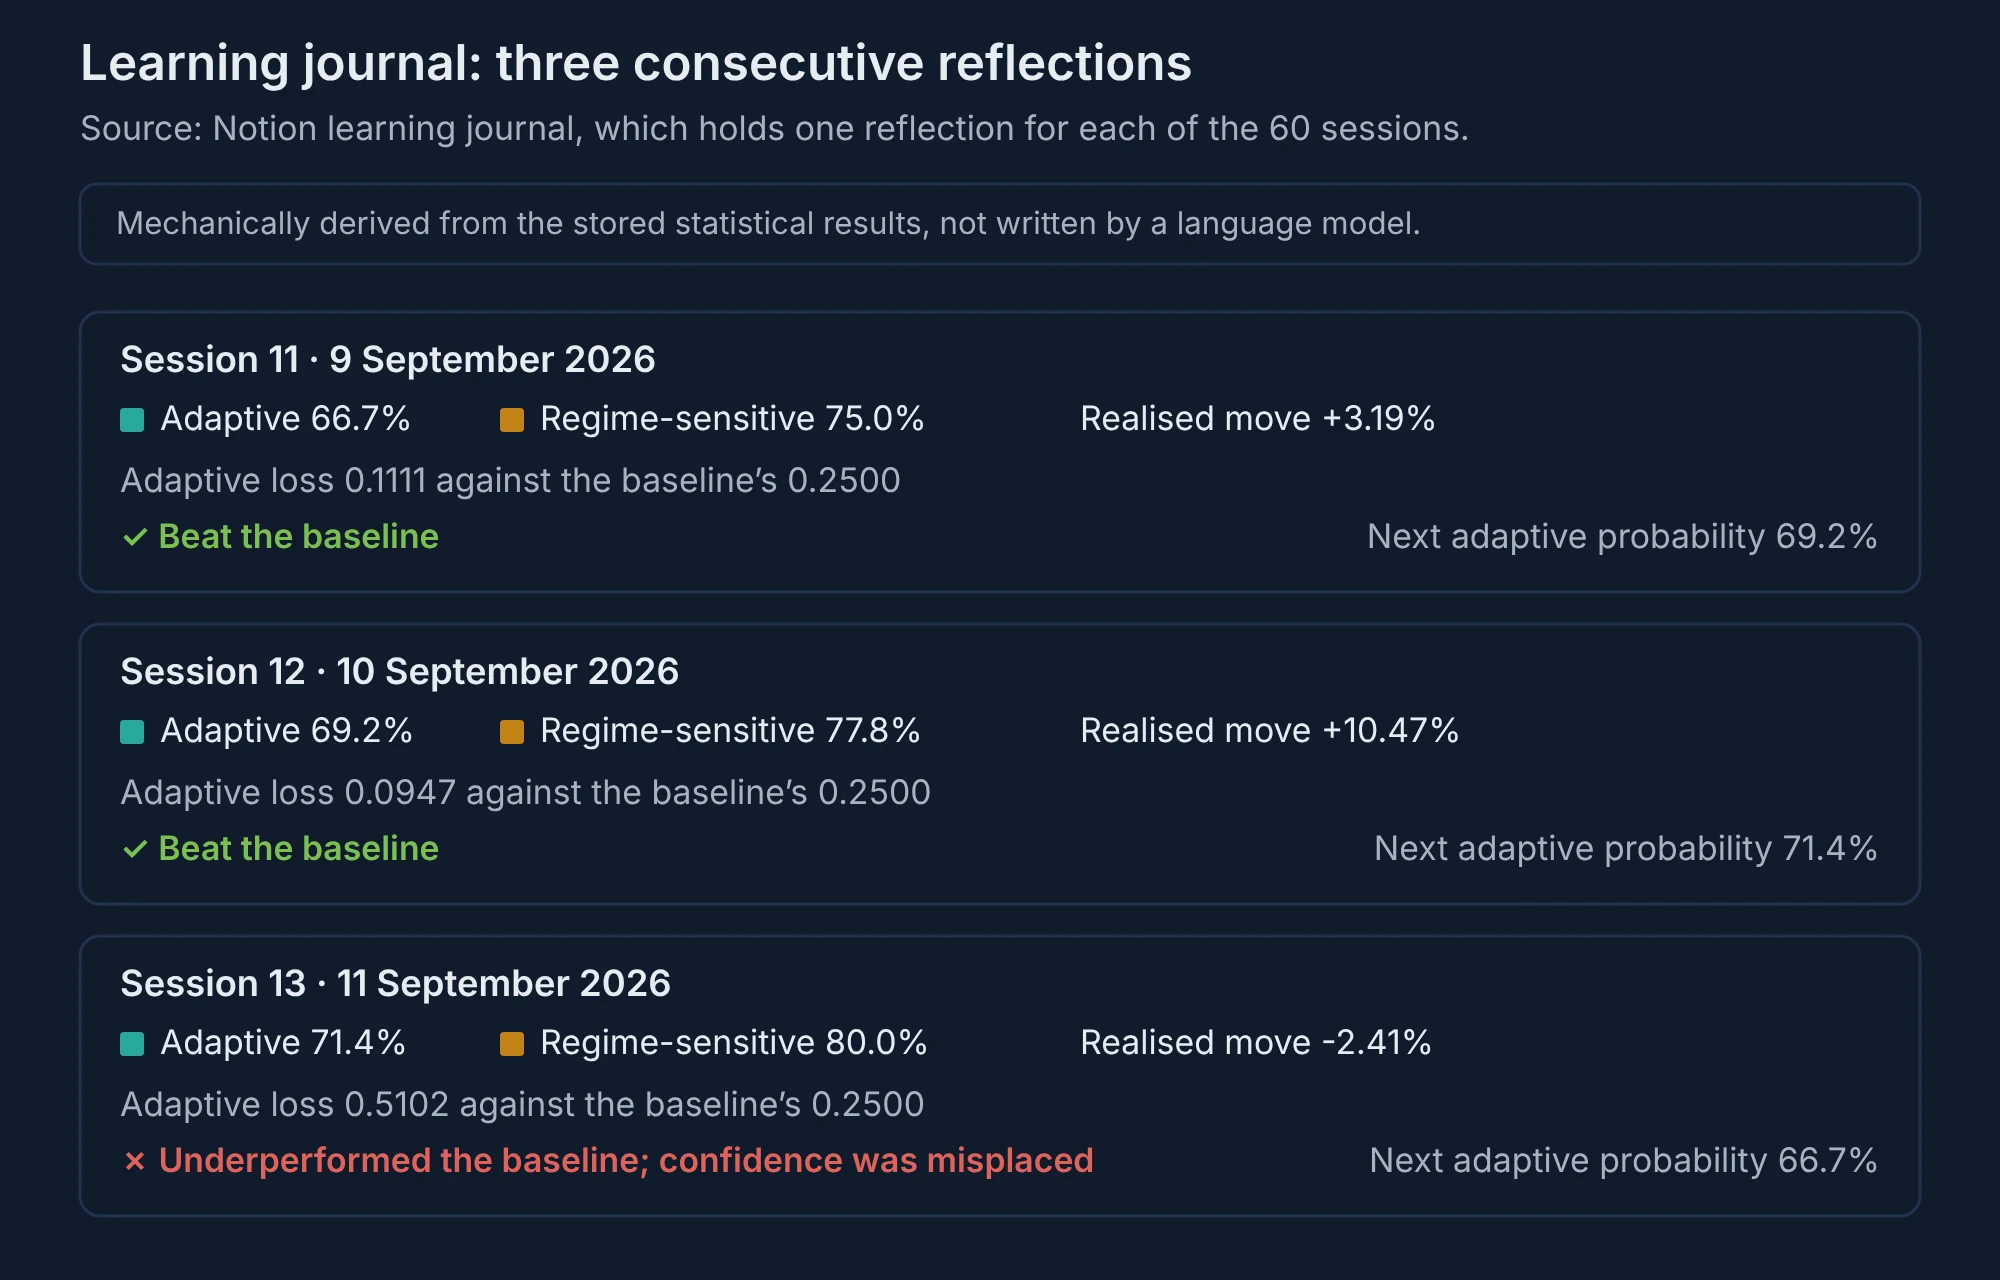 Learning journal: three consecutive reflections
Source: Notion learning journal, which holds one reflection for each of the 60 sessions.
Mechanically derived from the stored statistical results, not written by a language model.
Session 11 · 9 September 2026
Adaptive 66.7% Regime-sensitive 75.0% Realised move +3.19%
Adaptive loss 0.1111 against the baseline’s 0.2500
✓ Beat the baseline Next adaptive probability 69.2%
Session 12 · 10 September 2026
Adaptive 69.2% Regime-sensitive 77.8% Realised move +10.47%
Adaptive loss 0.0947 against the baseline’s 0.2500
✓ Beat the baseline Next adaptive probability 71.4%
Session 13 · 11 September 2026
Adaptive 71.4% Regime-sensitive 80.0% Realised move -2.41%
Adaptive loss 0.5102 against the baseline’s 0.2500
× Underperformed the baseline; confidence was misplaced Next adaptive probability 66.7%